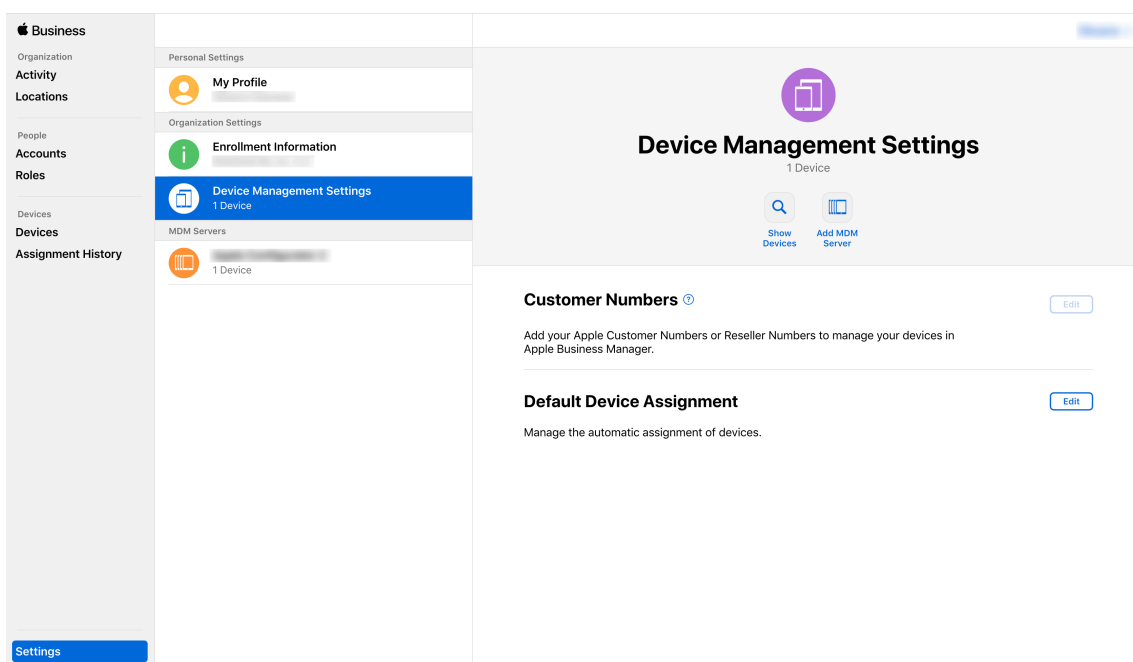 Business
Organization
Activity
Locations
People
Accounts
Roles
Devices
Devices
Assignment History
Settings
Personal Settings
My Profile
Organization Settings
Enrollment Information
Device Management Settings
1 Device
MDM Servers
1 Device
Device Management Settings
1 Device
Show
Devices
Add MDM
Server
Customer Numbers
Edit
Add your Apple Customer Numbers or Reseller Numbers to manage your devices in
Apple Business Manager.
Default Device Assignment
Edit
Manage the automatic assignment of devices.